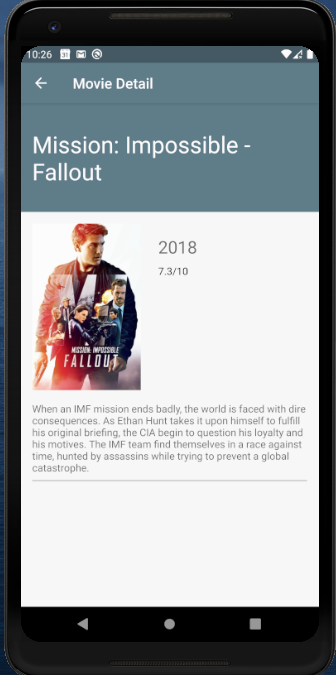 10:26 31
Movie Detail
Mission: Impossible -
Fallout
2018
7.3/10
MISSION: IMPOSSIBLE
FALLOUT
When an IMF mission ends badly, the world is faced with dire
consequences. As Ethan Hunt takes it upon himself to fulfill
his original briefing, the CIA begin to question his loyalty and
his motives. The IMF team find themselves in a race against
time, hunted by assassins while trying to prevent a global
catastrophe.